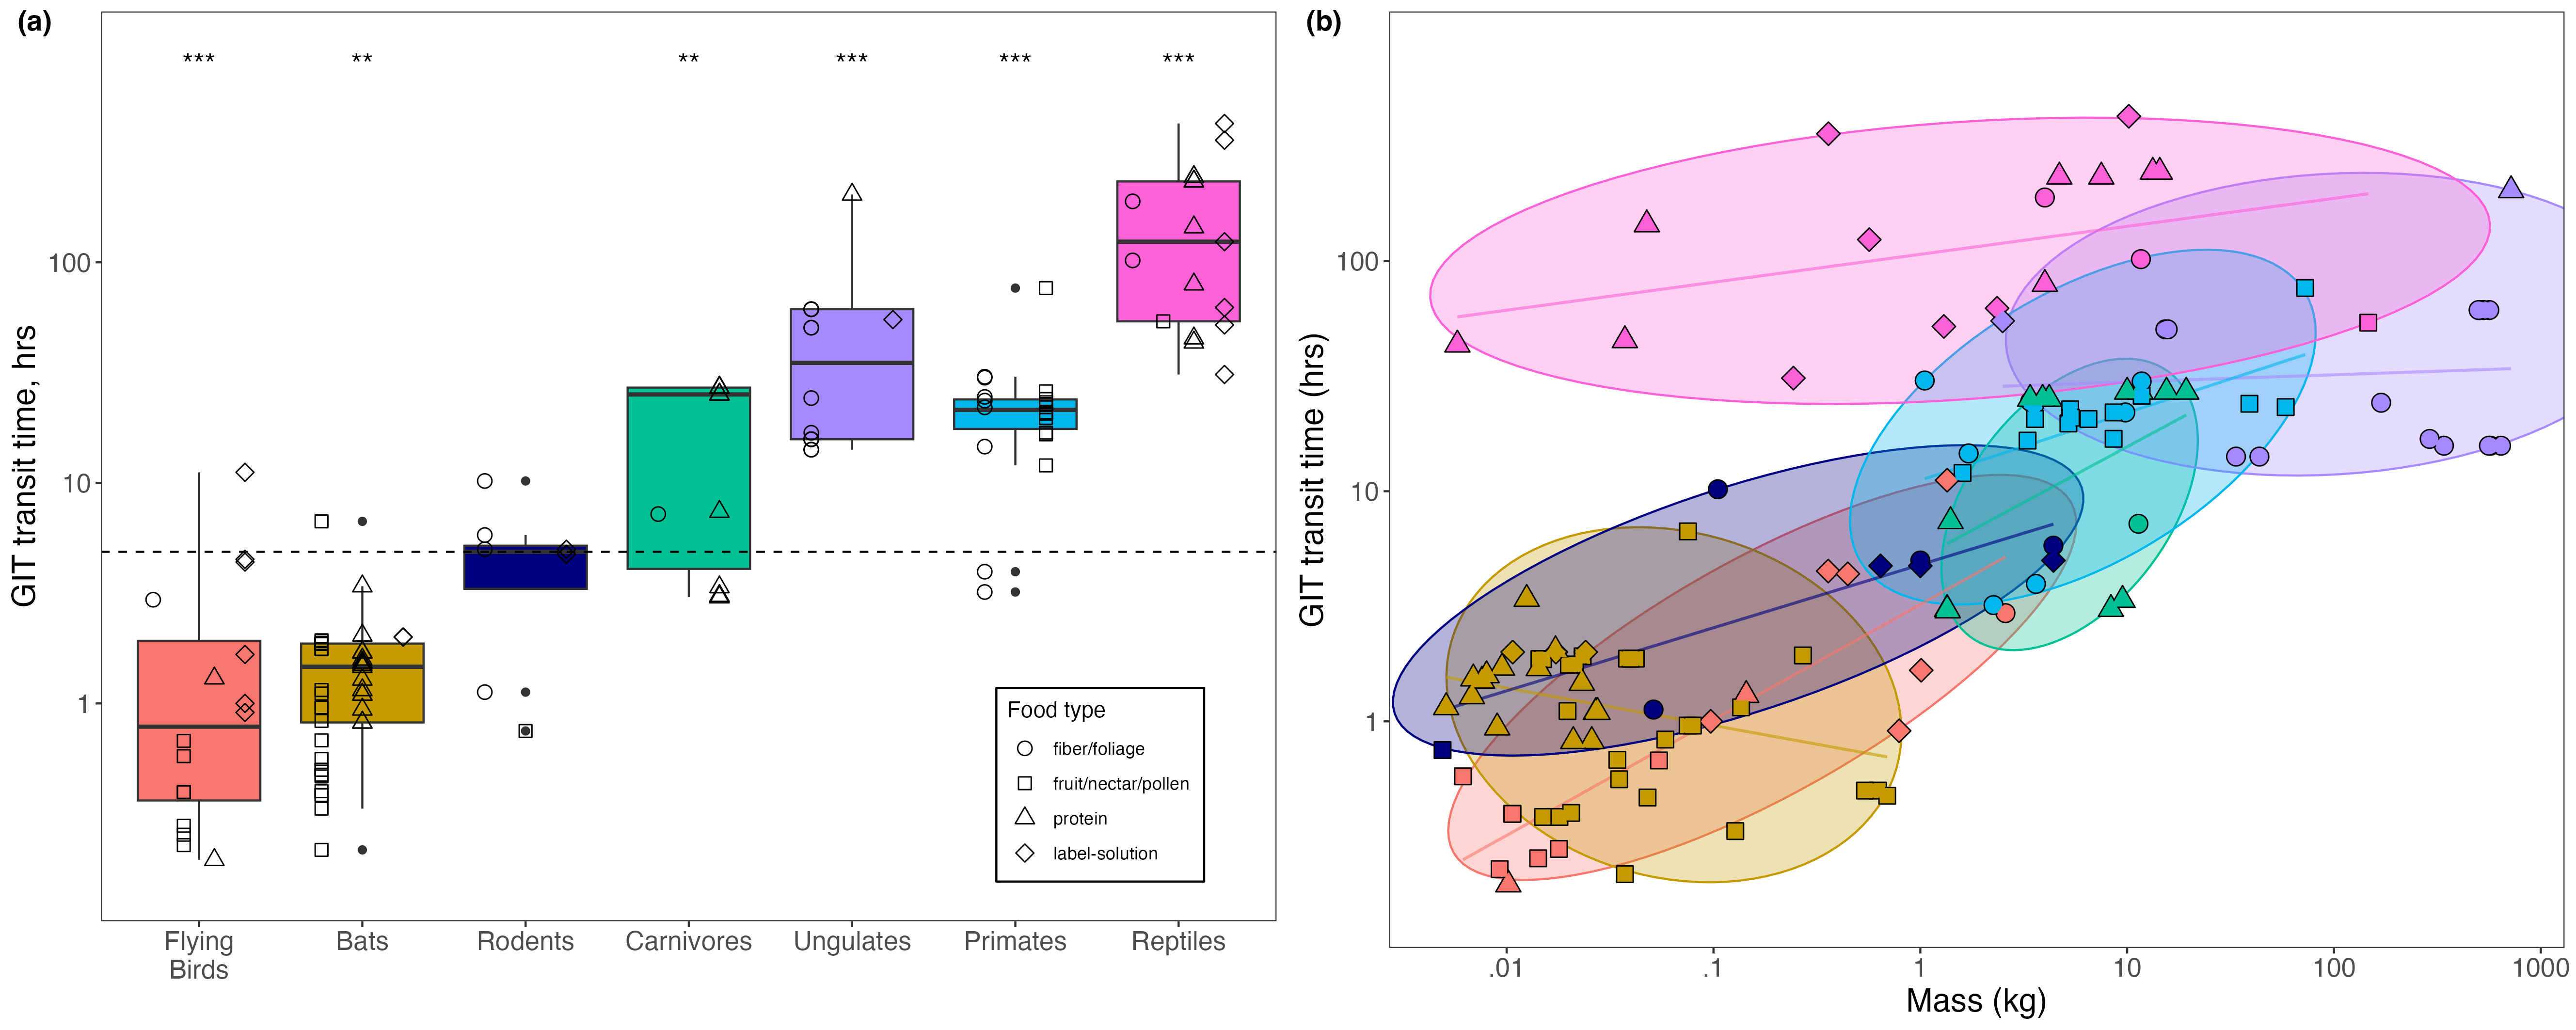 (a)
*** ** ** *** *** ***
GIT transit time, hrs
100
10
1
Food type
fiber/foliage
fruit/nectar/pollen
protein
label-solution
Flying Birds Bats Rodents Carnivores Ungulates Primates Reptiles
(b)
GIT transit time (hrs)
100
10
1
.01 .1 1 10 100 1000
Mass (kg)